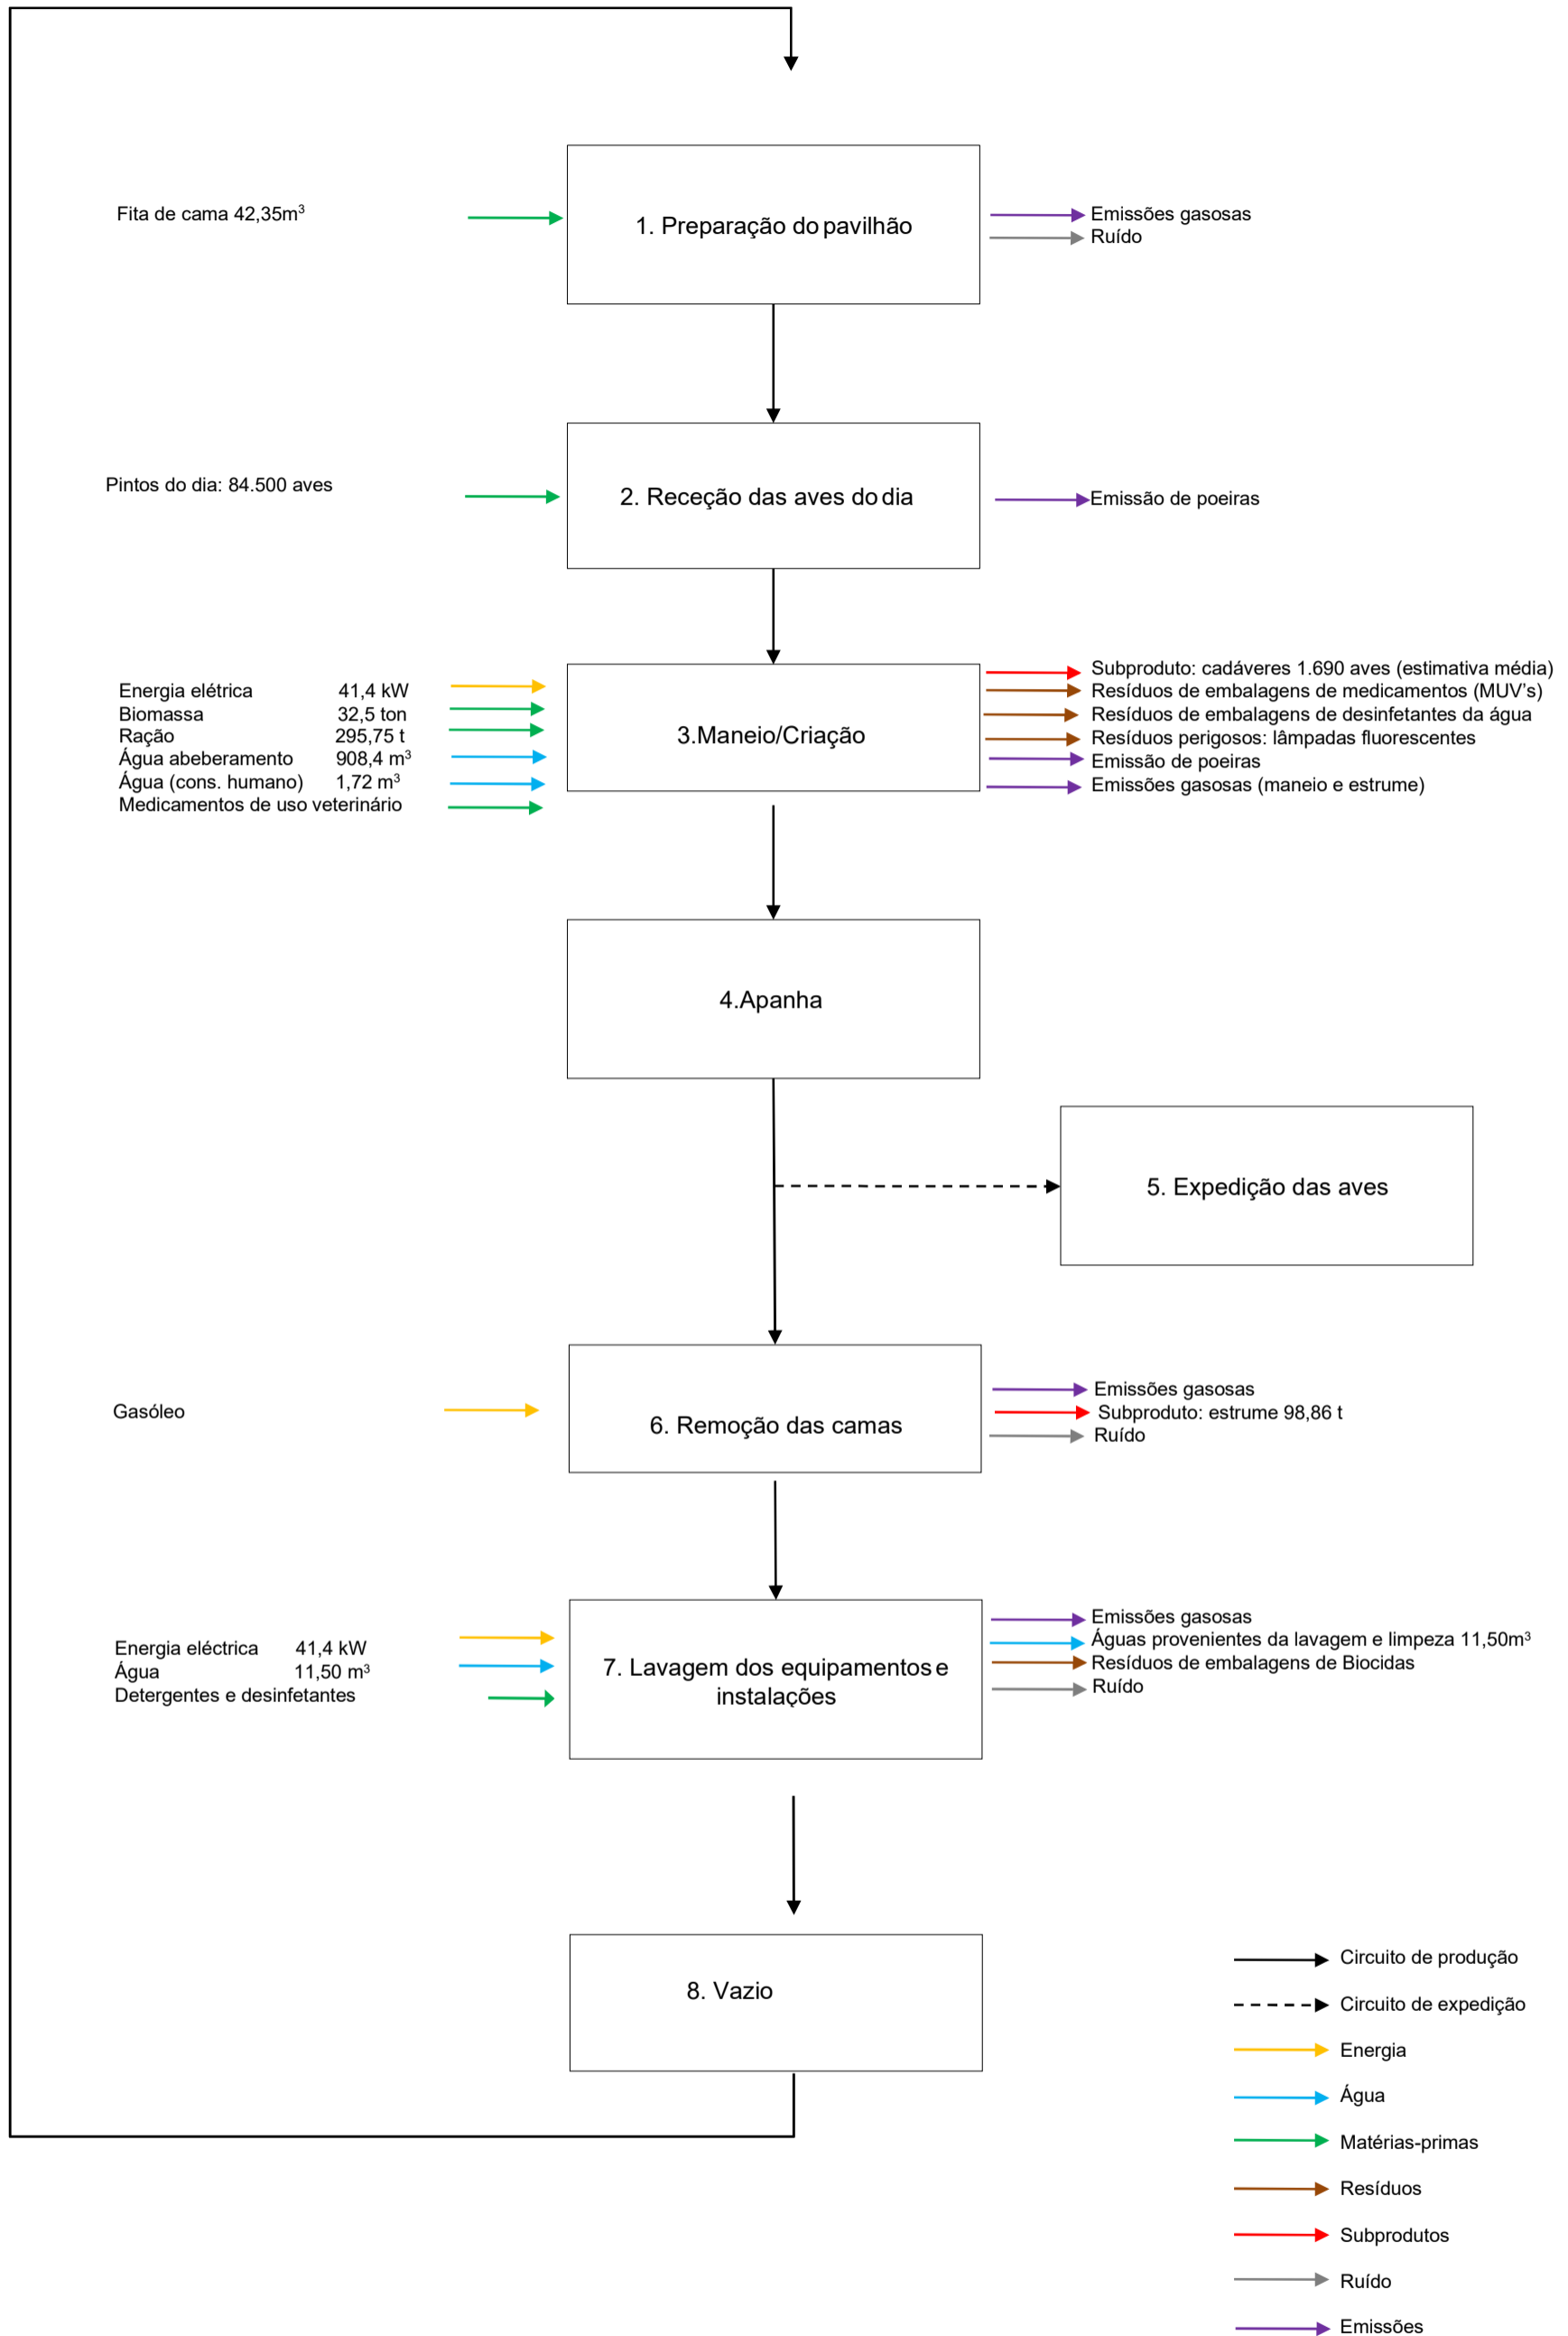 Fita de cama 42,35m³
1. Preparação do pavilhão
Emissões gasosas
Ruído
Pintos do dia: 84.500 aves
2. Receção das aves do dia
Emissão de poeiras
Energia elétrica 41,4 kW
Biomassa 32,5 ton
Ração 295,75 t
Água abeberamento 908,4 m³
Água (cons. humano) 1,72 m³
Medicamentos de uso veterinário
3.Maneio/Criação
Subproduto: cadáveres 1.690 aves (estimativa média)
Resíduos de embalagens de medicamentos (MUV’s)
Resíduos de embalagens de desinfetantes da água
Resíduos perigosos: lâmpadas fluorescentes
Emissão de poeiras
Emissões gasosas (maneio e estrume)
4.Apanha
5. Expedição das aves
Gasóleo
6. Remoção das camas
Emissões gasosas
Subproduto: estrume 98,86 t
Ruído
Energia eléctrica 41,4 kW
Água 11,50 m³
Detergentes e desinfetantes
7. Lavagem dos equipamentos e
instalações
Emissões gasosas
Águas provenientes da lavagem e limpeza 11,50m³
Resíduos de embalagens de Biocidas
Ruído
8. Vazio
Circuito de produção
Circuito de expedição
Energia
Água
Matérias-primas
Resíduos
Subprodutos
Ruído
Emissões